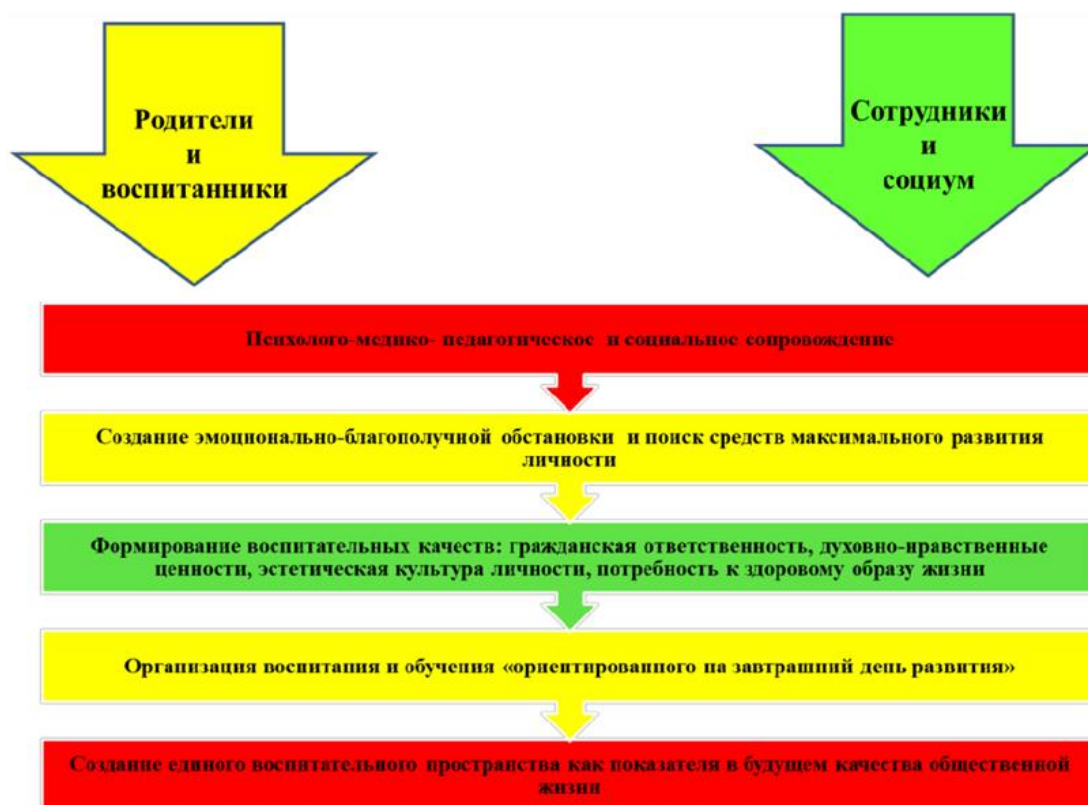 Родители
и
воспитанники
Сотрудники
и
социум
Психолого-медико- педагогическое и социальное сопровождение
Создание эмоционально-благополучной обстановки и поиск средств максимального развития
личности
Формирование воспитательных качеств: гражданская ответственность, духовно-нравственные
ценности, эстетическая культура личности, потребность к здоровому образу жизни
Организация воспитания и обучения «ориентированного на завтрашний день развития»
Создание единого воспитательного пространства как показателя в будущем качества общественной
жизни